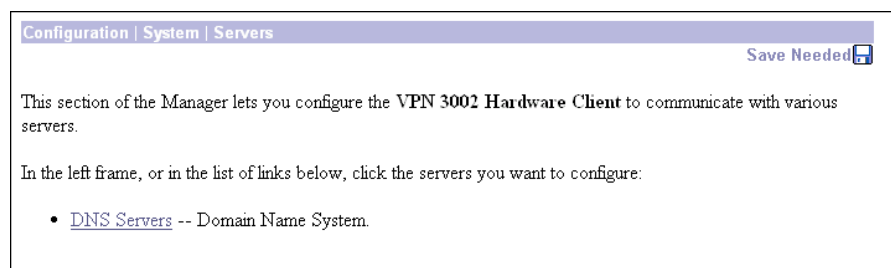 Configuration | System | Servers
Save Needed
This section of the Manager lets you configure the VPN 3002 Hardware Client to communicate with various
servers.
In the left frame, or in the list of links below, click the servers you want to configure:
• DNS Servers -- Domain Name System.